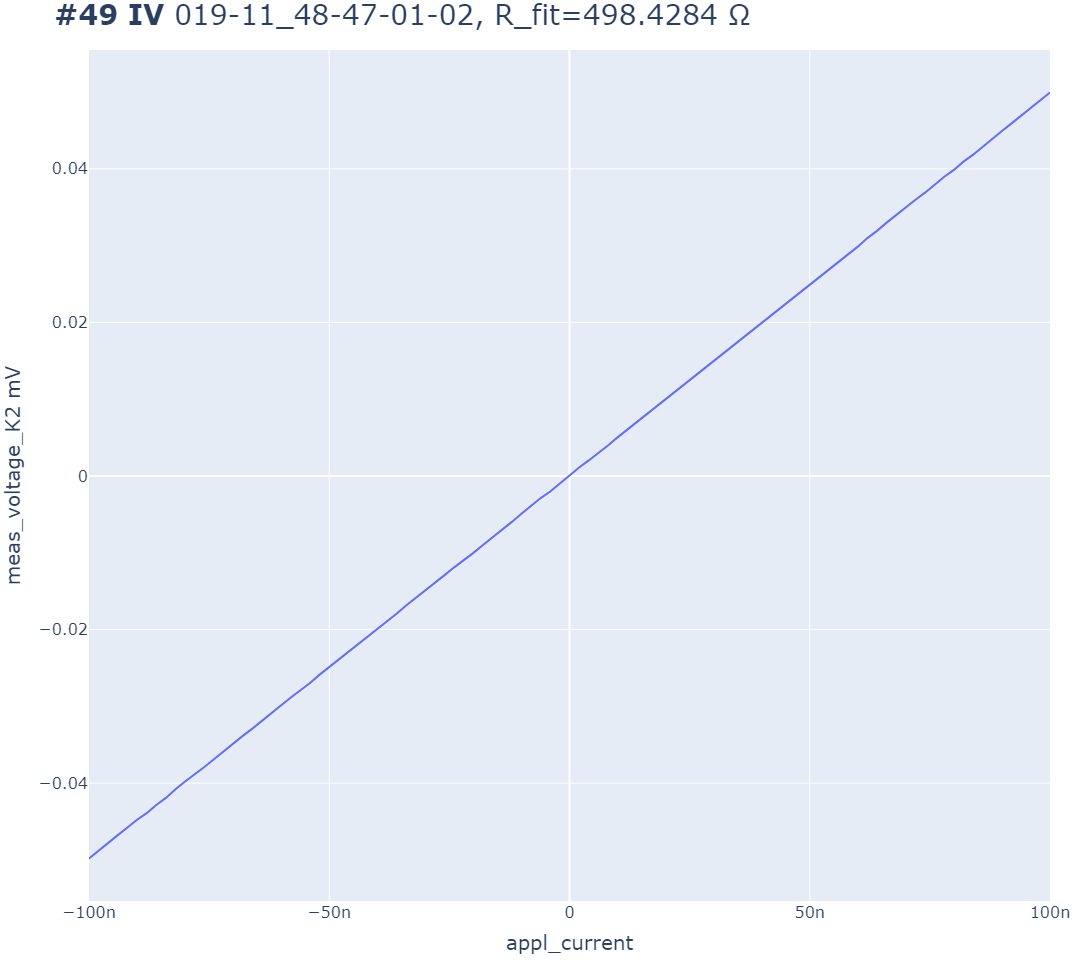 #49 IV 019-11_48-47-01-02, R_fit=498.4284 Ω
meas_voltage_K2 mV
0.04
0.02
0
−0.02
−0.04
−100n
−50n
0
50n
100n
appl_current